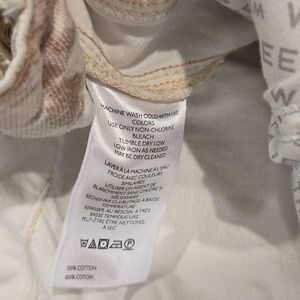 MACHINE WASH COLD WITH LIKE
COLORS
USE ONLY NON-CHLORINE
BLEACH
TUMBLE DRY LOW
LOW IRON AS NEEDED
MAY BE DRY CLEANED
LAVER À LA MACHINE À L'EAU
FROIDE AVEC COULEURS
SIMILAIRES
UTILISER UN AGENT DE
BLANCHIMENT SANS CHLORE SI
NÉCESSAIRE
SÉCHER PAR CULBUTAGE À BASSE
TEMPÉRATURE
REPASSER, AU BESOIN, À TRÈS
BASSE TEMPÉRATURE
PEUT-ÊTRE NETTOYÉE
À SEC
100% COTTON
100% COTON